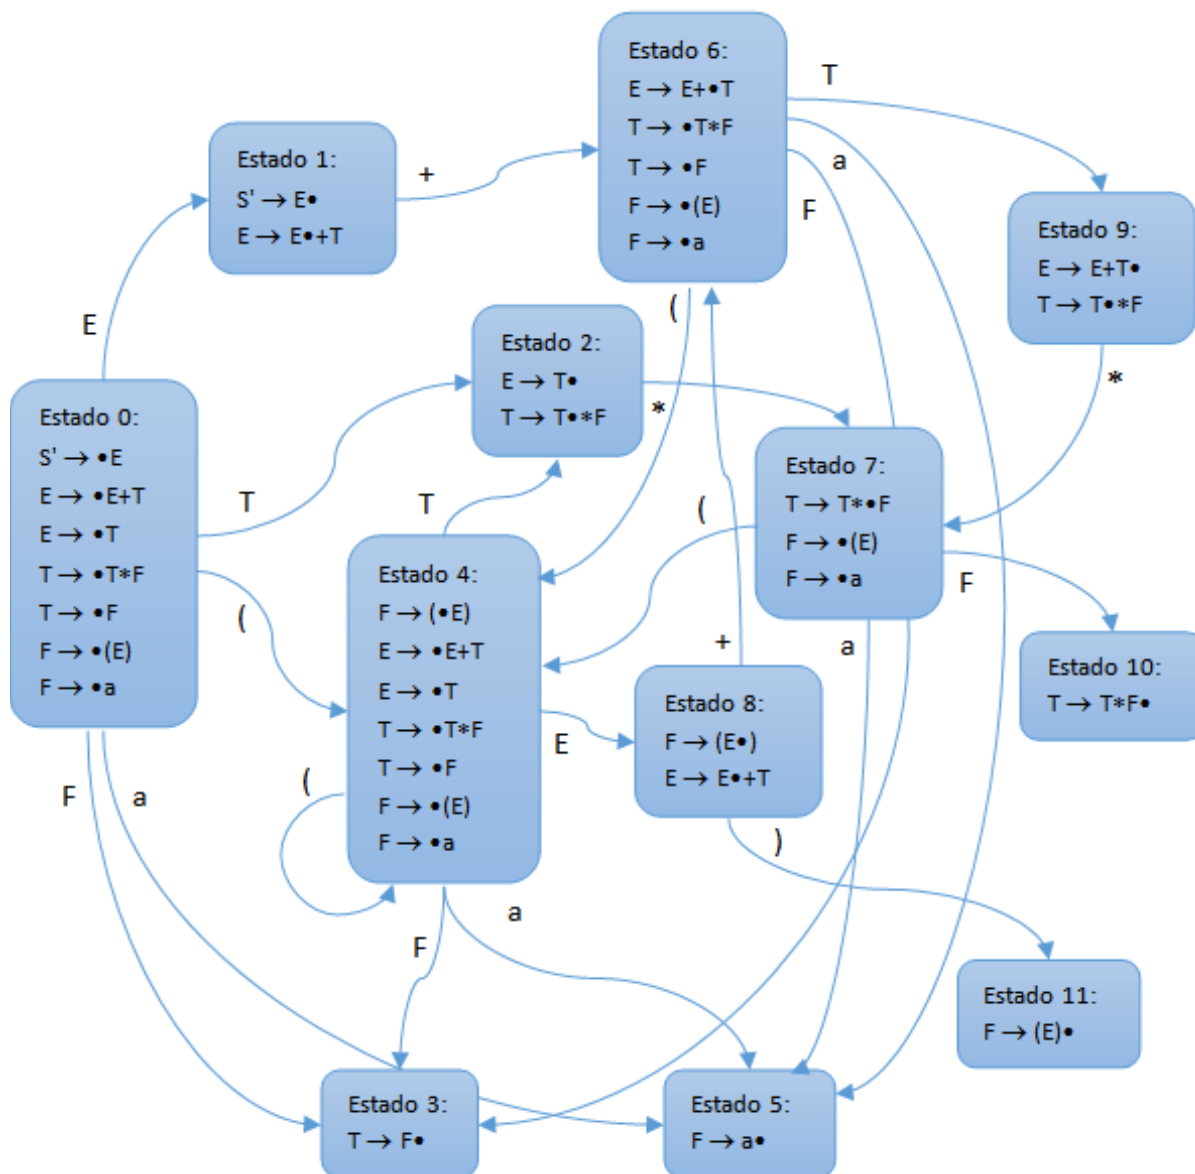 Estado 6:
E → E+•T
T → •T*F
T → •F
F → •(E)
F → •a
T
a
F
Estado 1:
S' → E•
E → E•+T
+
Estado 9:
E → E+T•
T → T•*F
E
(
Estado 2:
E → T•
T → T•*F
*
*
Estado 0:
S' → •E
E → •E+T
E → •T
T → •T*F
T → •F
F → •(E)
F → •a
T
(
T
Estado 7:
T → T*•F
F → •(E)
F → •a
(
F
Estado 4:
F → (•E)
E → •E+T
E → •T
T → •T*F
T → •F
F → •(E)
F → •a
+
a
Estado 10:
T → T*F•
E
Estado 8:
F → (E•)
E → E•+T
(
F
a
)
a
F
Estado 11:
F → (E)•
Estado 3:
T → F•
Estado 5:
F → a•